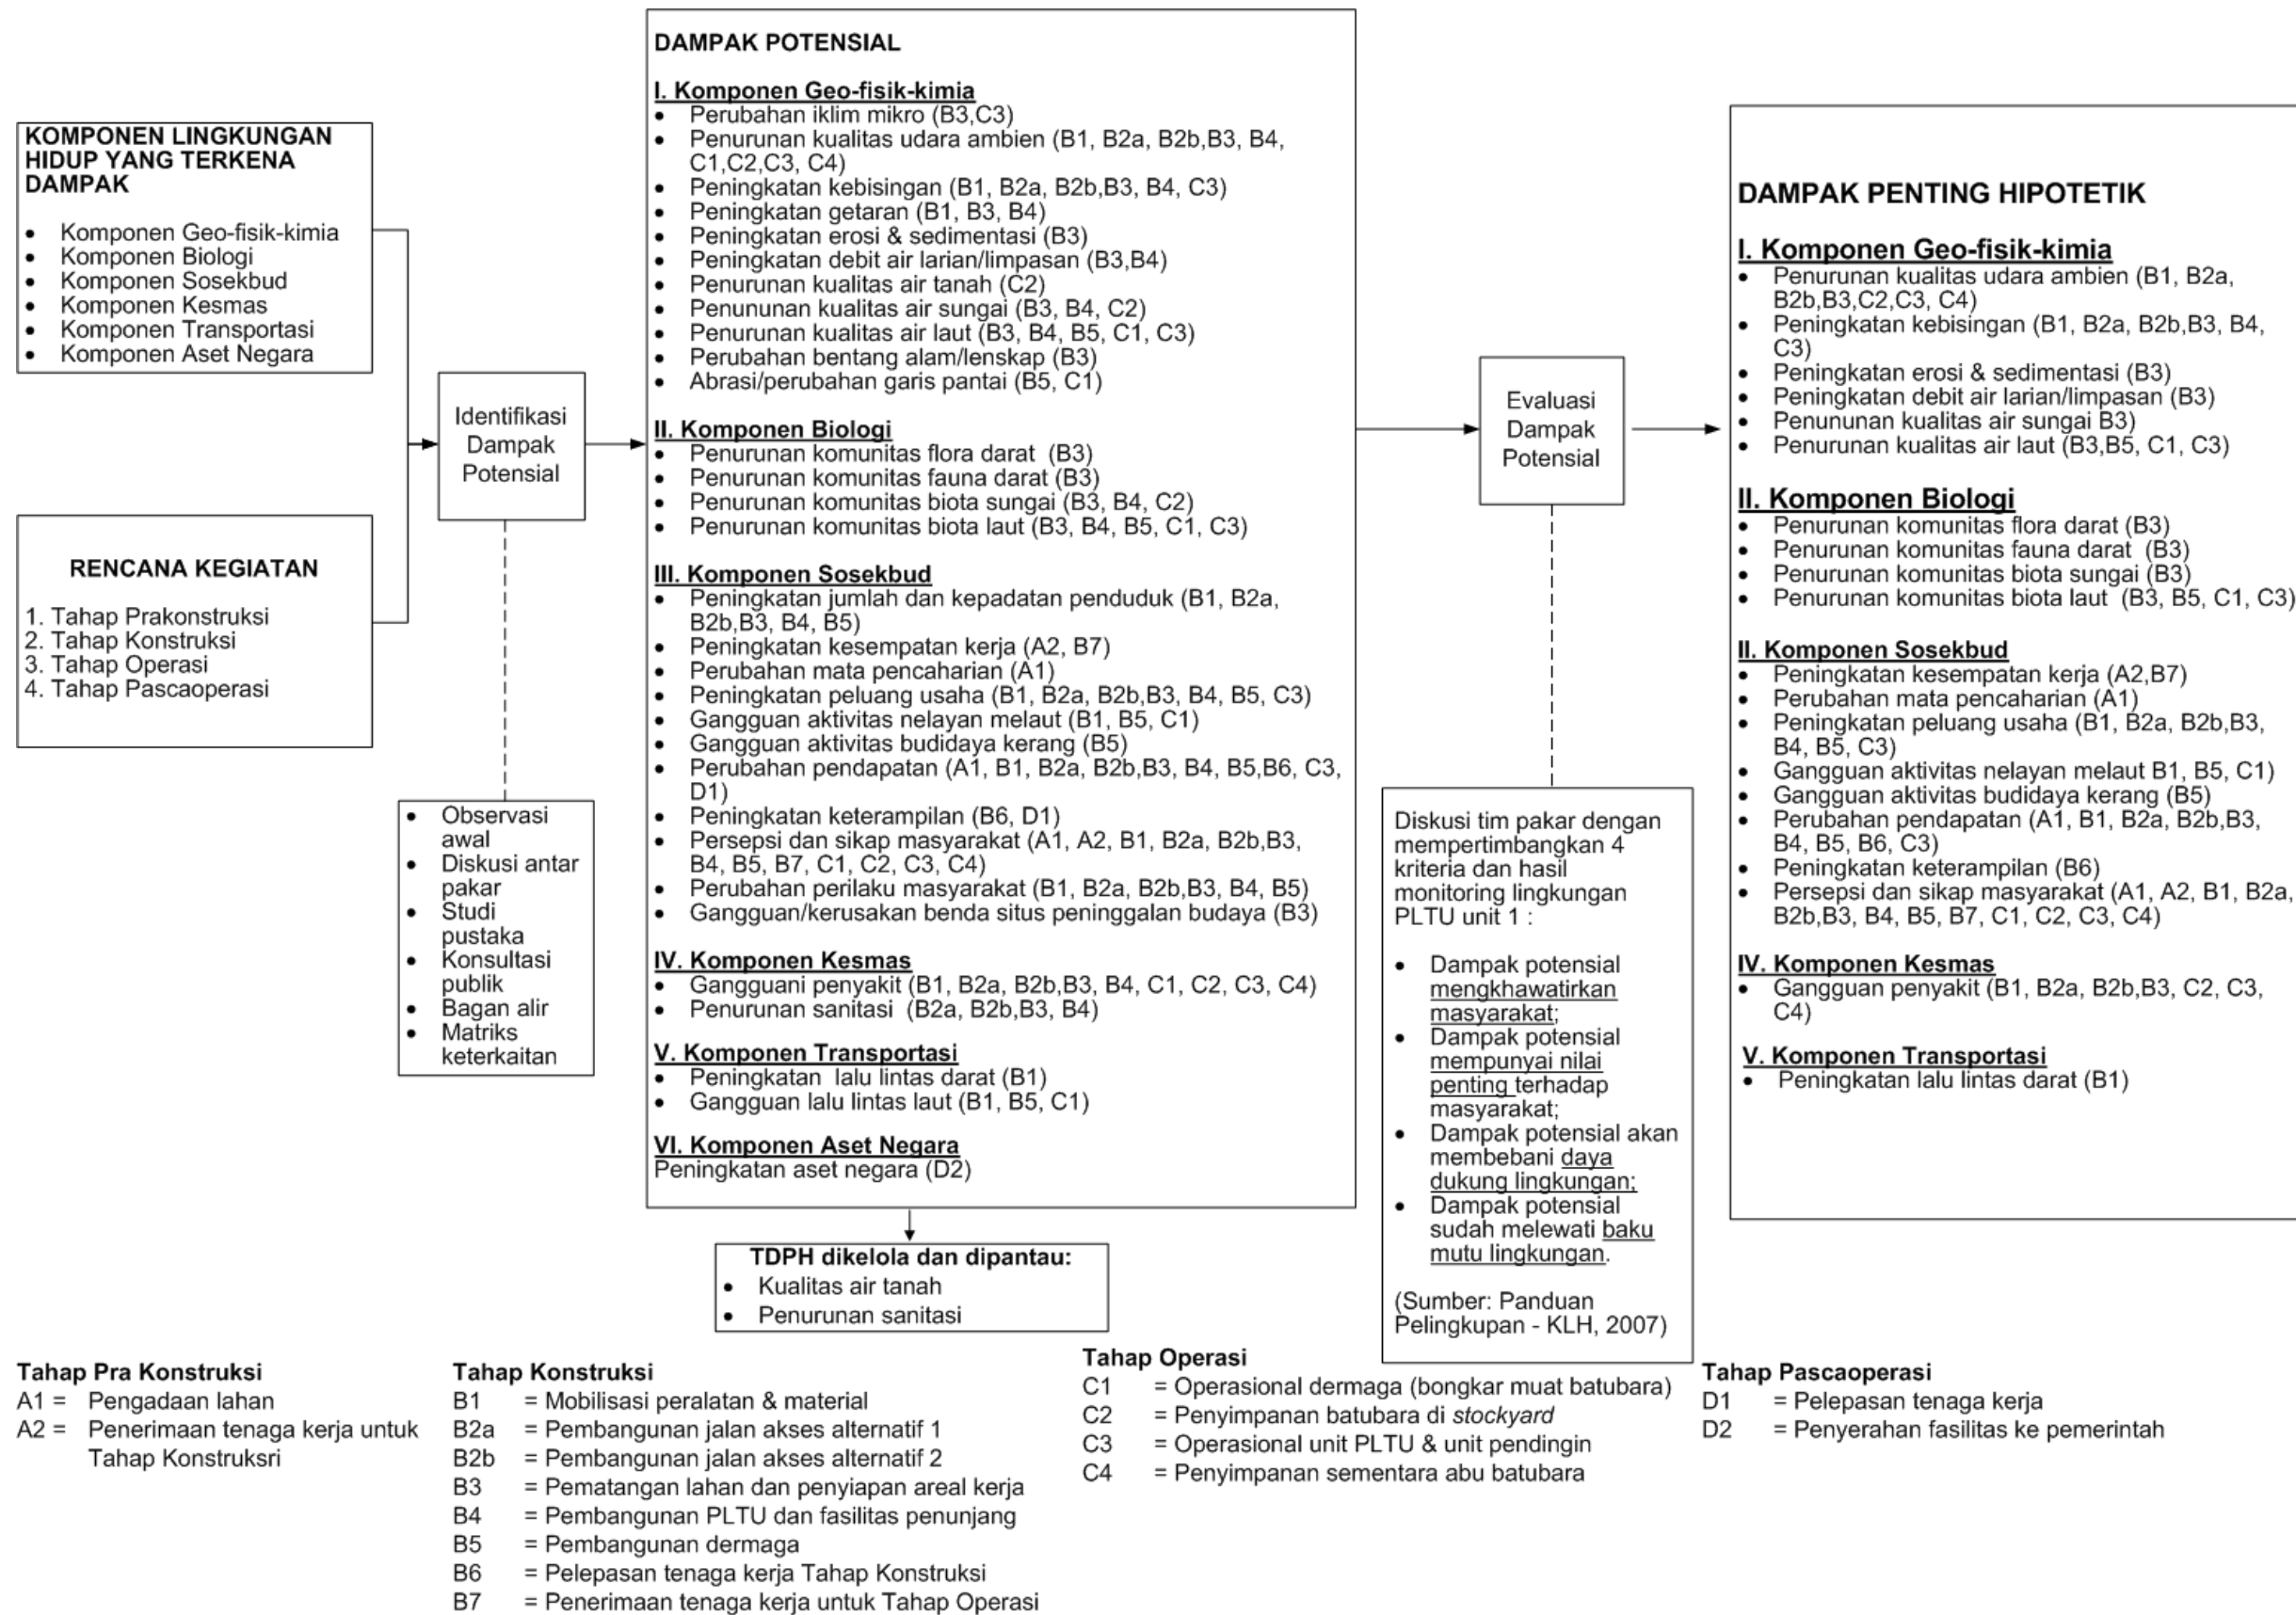 KOMPONEN LINGKUNGAN
HIDUP YANG TERKENA
DAMPAK
• Komponen Geo-fisik-kimia
• Komponen Biologi
• Komponen Sosekbud
• Komponen Kesmas
• Komponen Transportasi
• Komponen Aset Negara
RENCANA KEGIATAN
1. Tahap Prakonstruksi
2. Tahap Konstruksi
3. Tahap Operasi
4. Tahap Pascaoperasi
Identifikasi
Dampak
Potensial
• Observasi
awal
• Diskusi antar
pakar
• Studi
pustaka
• Konsultasi
publik
• Bagan alir
• Matriks
keterkaitan
DAMPAK POTENSIAL
I. Komponen Geo-fisik-kimia
• Perubahan iklim mikro (B3,C3)
• Penurunan kualitas udara ambien (B1, B2a, B2b,B3, B4,
C1,C2,C3, C4)
• Peningkatan kebisingan (B1, B2a, B2b,B3, B4, C3)
• Peningkatan getaran (B1, B3, B4)
• Peningkatan erosi & sedimentasi (B3)
• Peningkatan debit air larian/limpasan (B3,B4)
• Penurunan kualitas air tanah (C2)
• Penununan kualitas air sungai (B3, B4, C2)
• Penurunan kualitas air laut (B3, B4, B5, C1, C3)
• Perubahan bentang alam/lenskap (B3)
• Abrasi/perubahan garis pantai (B5, C1)
II. Komponen Biologi
• Penurunan komunitas flora darat (B3)
• Penurunan komunitas fauna darat (B3)
• Penurunan komunitas biota sungai (B3, B4, C2)
• Penurunan komunitas biota laut (B3, B4, B5, C1, C3)
III. Komponen Sosekbud
• Peningkatan jumlah dan kepadatan penduduk (B1, B2a,
B2b,B3, B4, B5)
• Peningkatan kesempatan kerja (A2, B7)
• Perubahan mata pencaharian (A1)
• Peningkatan peluang usaha (B1, B2a, B2b,B3, B4, B5, C3)
• Gangguan aktivitas nelayan melaut (B1, B5, C1)
• Gangguan aktivitas budidaya kerang (B5)
• Perubahan pendapatan (A1, B1, B2a, B2b,B3, B4, B5,B6, C3,
D1)
• Peningkatan keterampilan (B6, D1)
• Persepsi dan sikap masyarakat (A1, A2, B1, B2a, B2b,B3,
B4, B5, B7, C1, C2, C3, C4)
• Perubahan perilaku masyarakat (B1, B2a, B2b,B3, B4, B5)
• Gangguan/kerusakan benda situs peninggalan budaya (B3)
IV. Komponen Kesmas
• Gangguani penyakit (B1, B2a, B2b,B3, B4, C1, C2, C3, C4)
• Penurunan sanitasi (B2a, B2b,B3, B4)
V. Komponen Transportasi
• Peningkatan lalu lintas darat (B1)
• Gangguan lalu lintas laut (B1, B5, C1)
VI. Komponen Aset Negara
Peningkatan aset negara (D2)
TDPH dikelola dan dipantau:
• Kualitas air tanah
• Penurunan sanitasi
Evaluasi
Dampak
Potensial
Diskusi tim pakar dengan
mempertimbangkan 4
kriteria dan hasil
monitoring lingkungan
PLTU unit 1 :
• Dampak potensial
mengkhawatirkan
masyarakat;
• Dampak potensial
mempunyai nilai
penting terhadap
masyarakat;
• Dampak potensial akan
membebani daya
dukung lingkungan;
• Dampak potensial
sudah melewati baku
mutu lingkungan.
(Sumber: Panduan
Pelingkupan - KLH, 2007)
DAMPAK PENTING HIPOTETIK
I. Komponen Geo-fisik-kimia
• Penurunan kualitas udara ambien (B1, B2a,
B2b,B3,C2,C3, C4)
• Peningkatan kebisingan (B1, B2a, B2b,B3, B4,
C3)
• Peningkatan erosi & sedimentasi (B3)
• Peningkatan debit air larian/limpasan (B3)
• Penununan kualitas air sungai B3)
• Penurunan kualitas air laut (B3,B5, C1, C3)
II. Komponen Biologi
• Penurunan komunitas flora darat (B3)
• Penurunan komunitas fauna darat (B3)
• Penurunan komunitas biota sungai (B3)
• Penurunan komunitas biota laut (B3, B5, C1, C3)
II. Komponen Sosekbud
• Peningkatan kesempatan kerja (A2,B7)
• Perubahan mata pencaharian (A1)
• Peningkatan peluang usaha (B1, B2a, B2b,B3,
B4, B5, C3)
• Gangguan aktivitas nelayan melaut B1, B5, C1)
• Gangguan aktivitas budidaya kerang (B5)
• Perubahan pendapatan (A1, B1, B2a, B2b,B3,
B4, B5, B6, C3)
• Peningkatan keterampilan (B6)
• Persepsi dan sikap masyarakat (A1, A2, B1, B2a,
B2b,B3, B4, B5, B7, C1, C2, C3, C4)
IV. Komponen Kesmas
• Gangguan penyakit (B1, B2a, B2b,B3, C2, C3,
C4)
V. Komponen Transportasi
• Peningkatan lalu lintas darat (B1)
Tahap Pra Konstruksi
A1 = Pengadaan lahan
A2 = Penerimaan tenaga kerja untuk
Tahap Konstruksri
Tahap Konstruksi
B1 = Mobilisasi peralatan & material
B2a = Pembangunan jalan akses alternatif 1
B2b = Pembangunan jalan akses alternatif 2
B3 = Pematangan lahan dan penyiapan areal kerja
B4 = Pembangunan PLTU dan fasilitas penunjang
B5 = Pembangunan dermaga
B6 = Pelepasan tenaga kerja Tahap Konstruksi
B7 = Penerimaan tenaga kerja untuk Tahap Operasi
Tahap Operasi
C1 = Operasional dermaga (bongkar muat batubara)
C2 = Penyimpanan batubara di stockyard
C3 = Operasional unit PLTU & unit pendingin
C4 = Penyimpanan sementara abu batubara
Tahap Pascaoperasi
D1 = Pelepasan tenaga kerja
D2 = Penyerahan fasilitas ke pemerintah